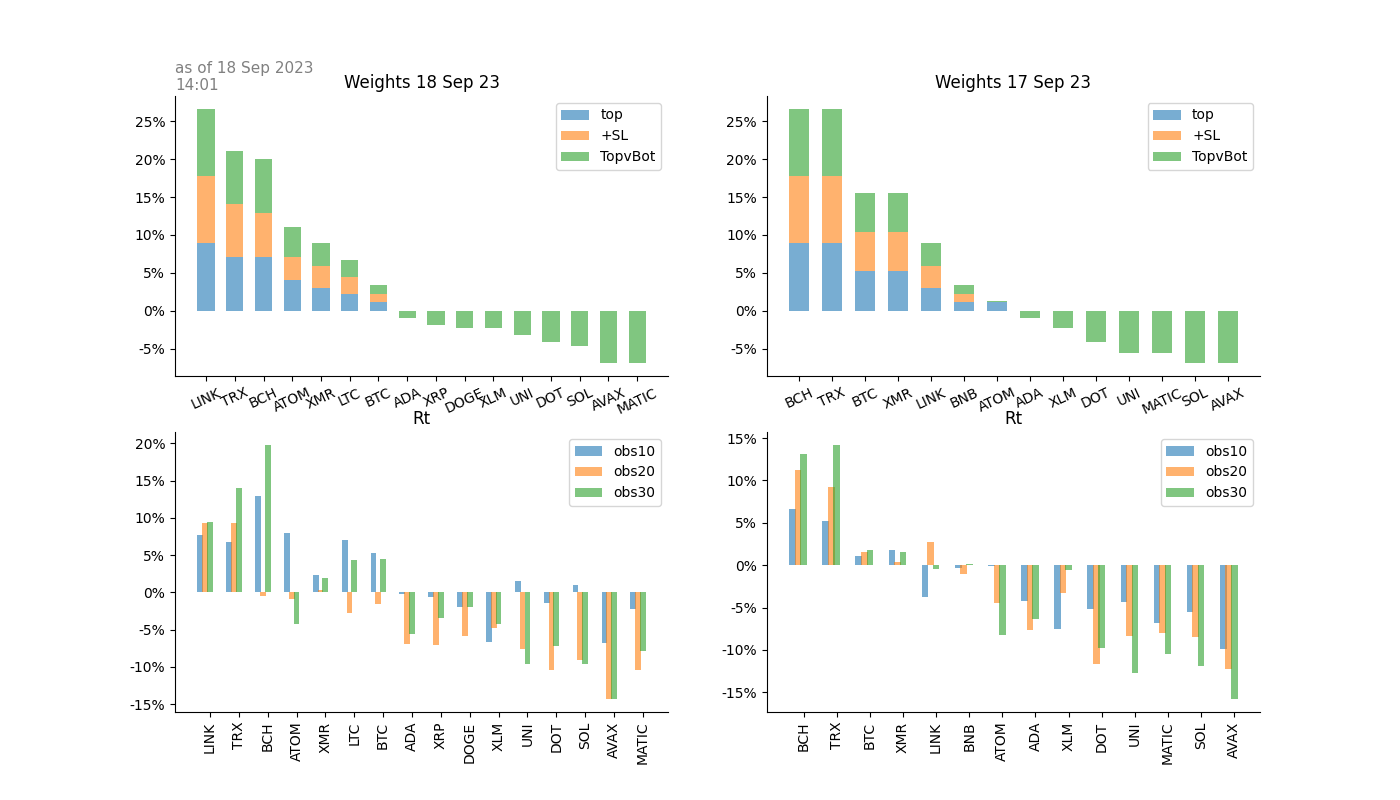 as of 18 Sep 2023
14:01
Weights 18 Sep 23
25%
20%
15%
10%
5%
0%
-5%
top
+SL
TopvBot
LINK TRX BCH ATOM XMR LTC BTC ADA XRP DOGE XLM UNI DOT SOL AVAX MATIC
Weights 17 Sep 23
25%
20%
15%
10%
5%
0%
-5%
top
+SL
TopvBot
BCH TRX BTC XMR LINK BNB ATOM ADA XLM DOT UNI MATIC SOL AVAX
Rt
20%
15%
10%
5%
0%
-5%
-10%
-15%
obs10
obs20
obs30
LINK TRX BCH ATOM XMR LTC BTC ADA XRP DOGE XLM UNI DOT SOL AVAX MATIC
Rt
15%
10%
5%
0%
-5%
-10%
-15%
obs10
obs20
obs30
BCH TRX BTC XMR LINK BNB ATOM ADA XLM DOT UNI MATIC SOL AVAX